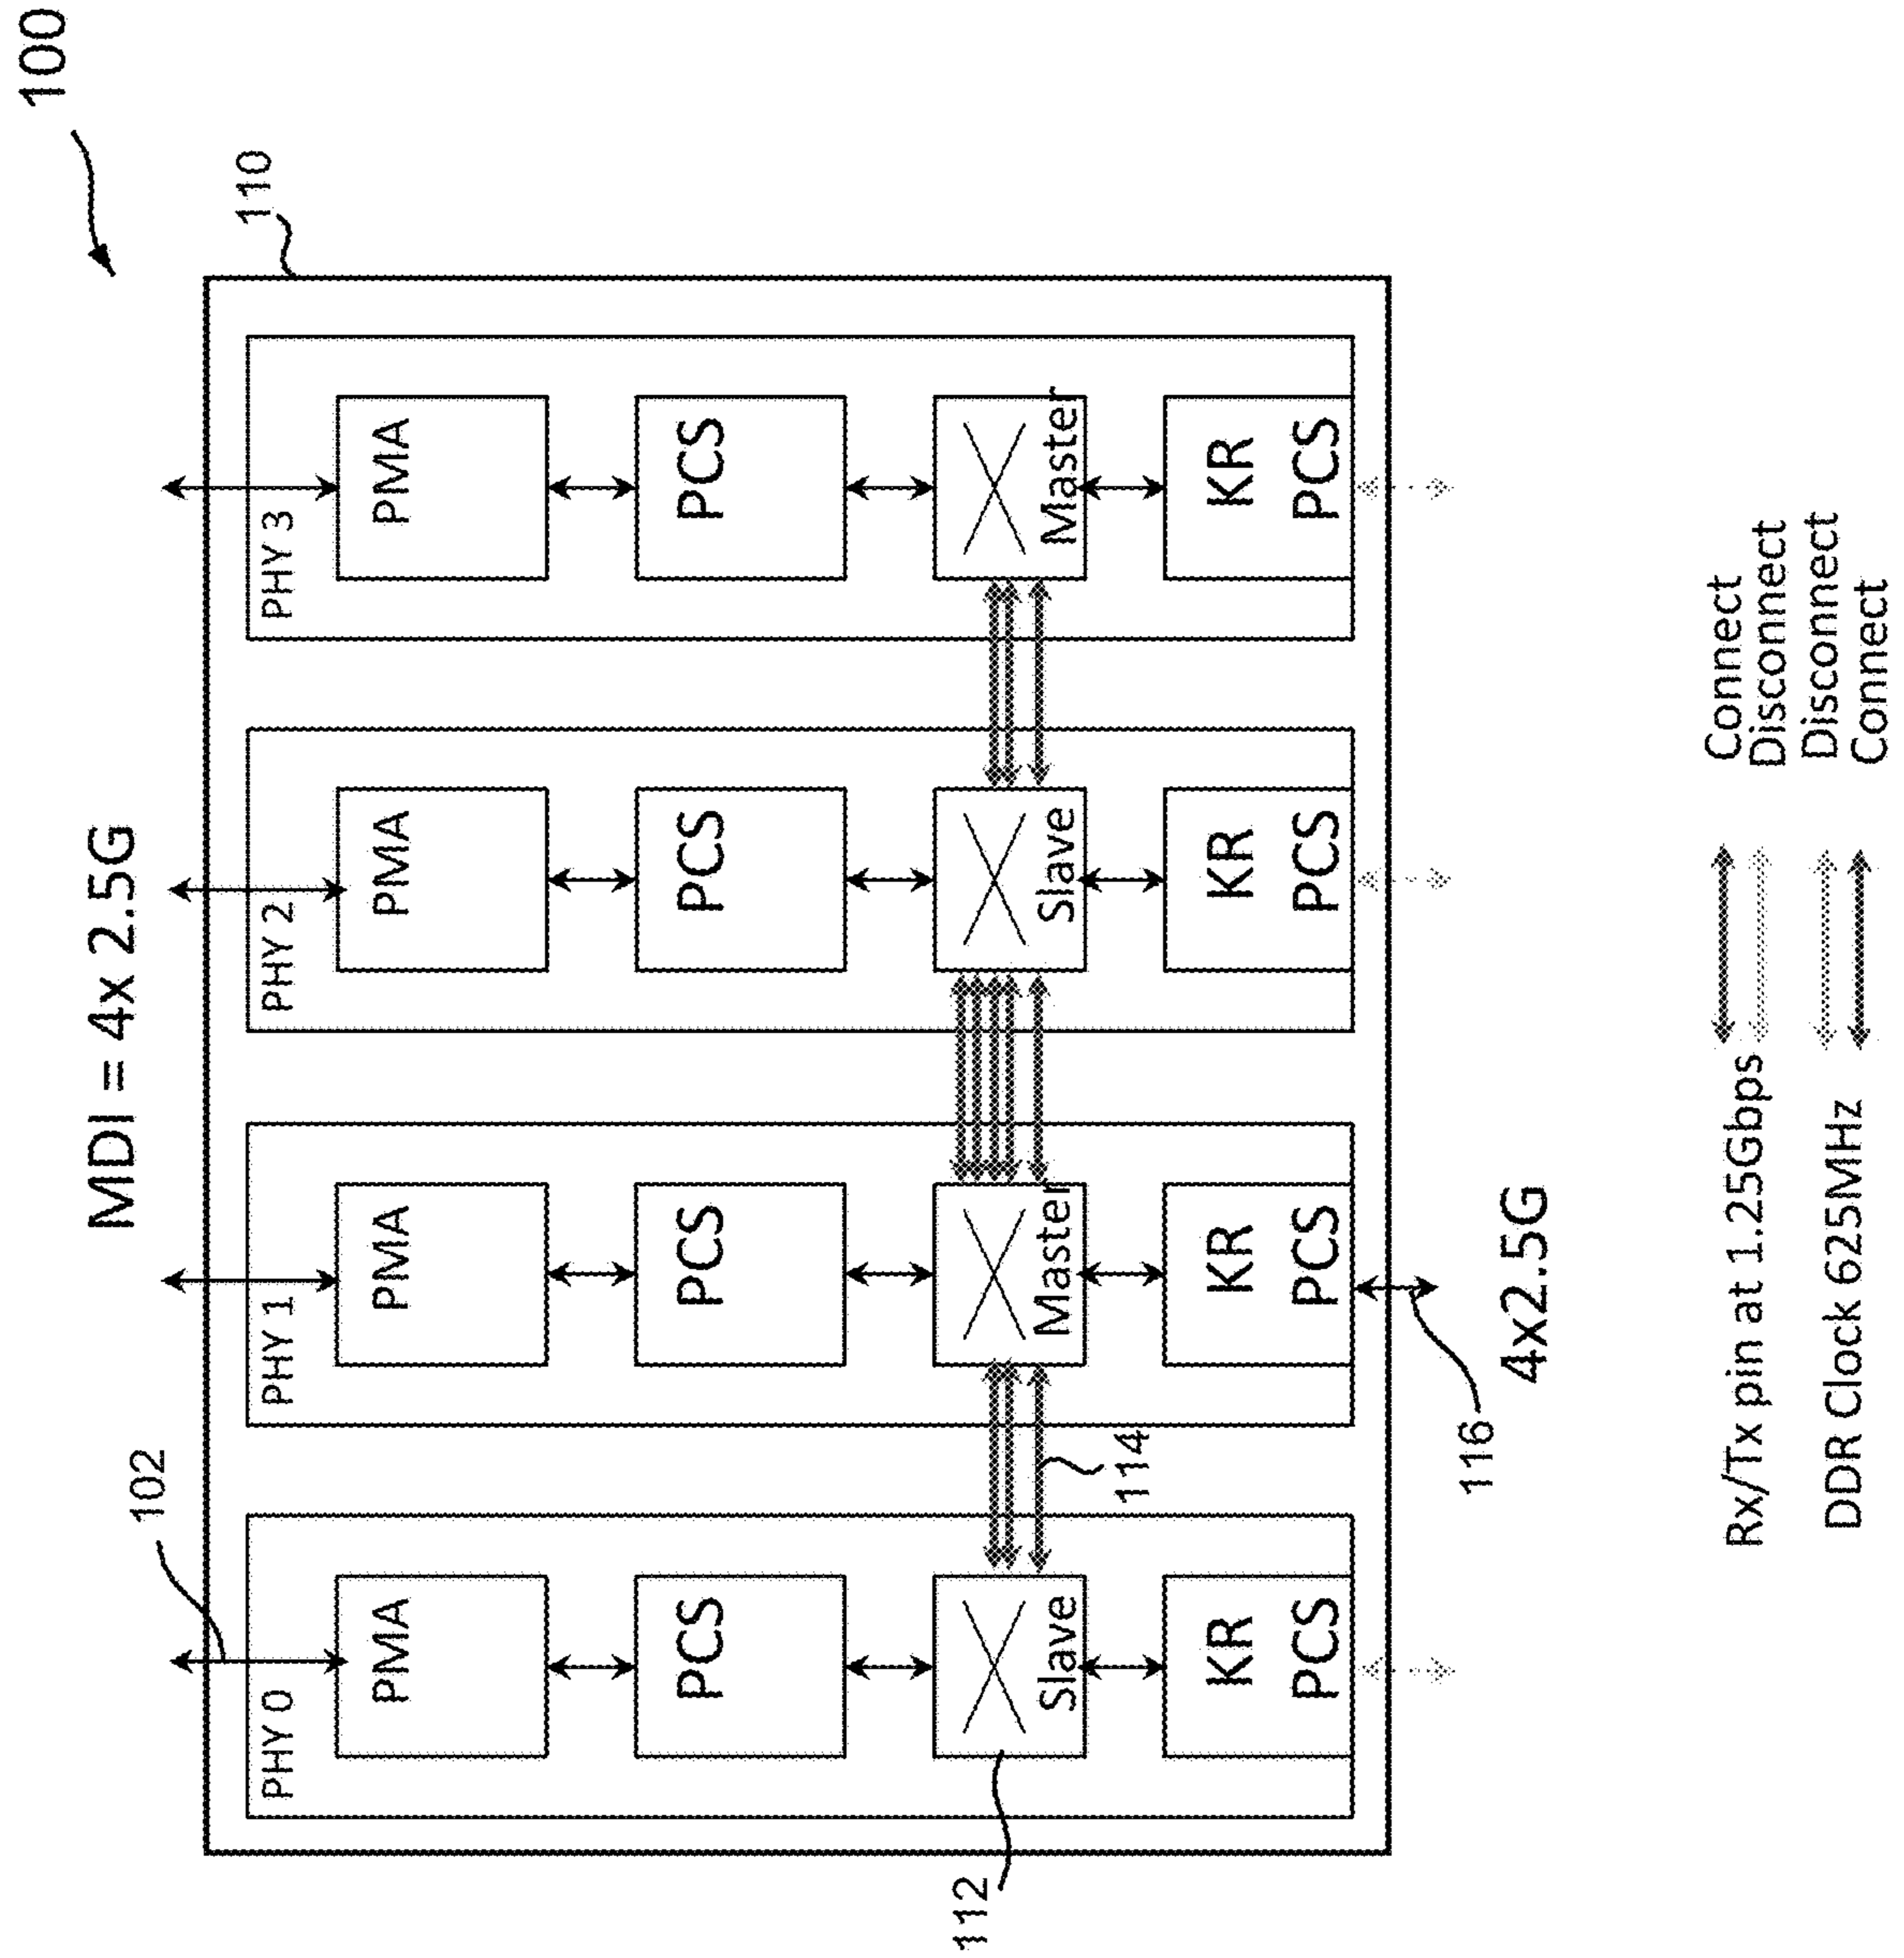 100
MDI = 4x 2.5G
102
110
PHY 0
PHY 1
PHY 2
PHY 3
PMA
PMA
PMA
PMA
PCS
PCS
PCS
PCS
112
Slave
Master
Slave
Master
114
KR
PCS
KR
PCS
KR
PCS
KR
PCS
116
4x2.5G
Rx/Tx pin at 1.25Gbps
Connect
Disconnect
DDR Clock 625MHz
Disconnect
Connect